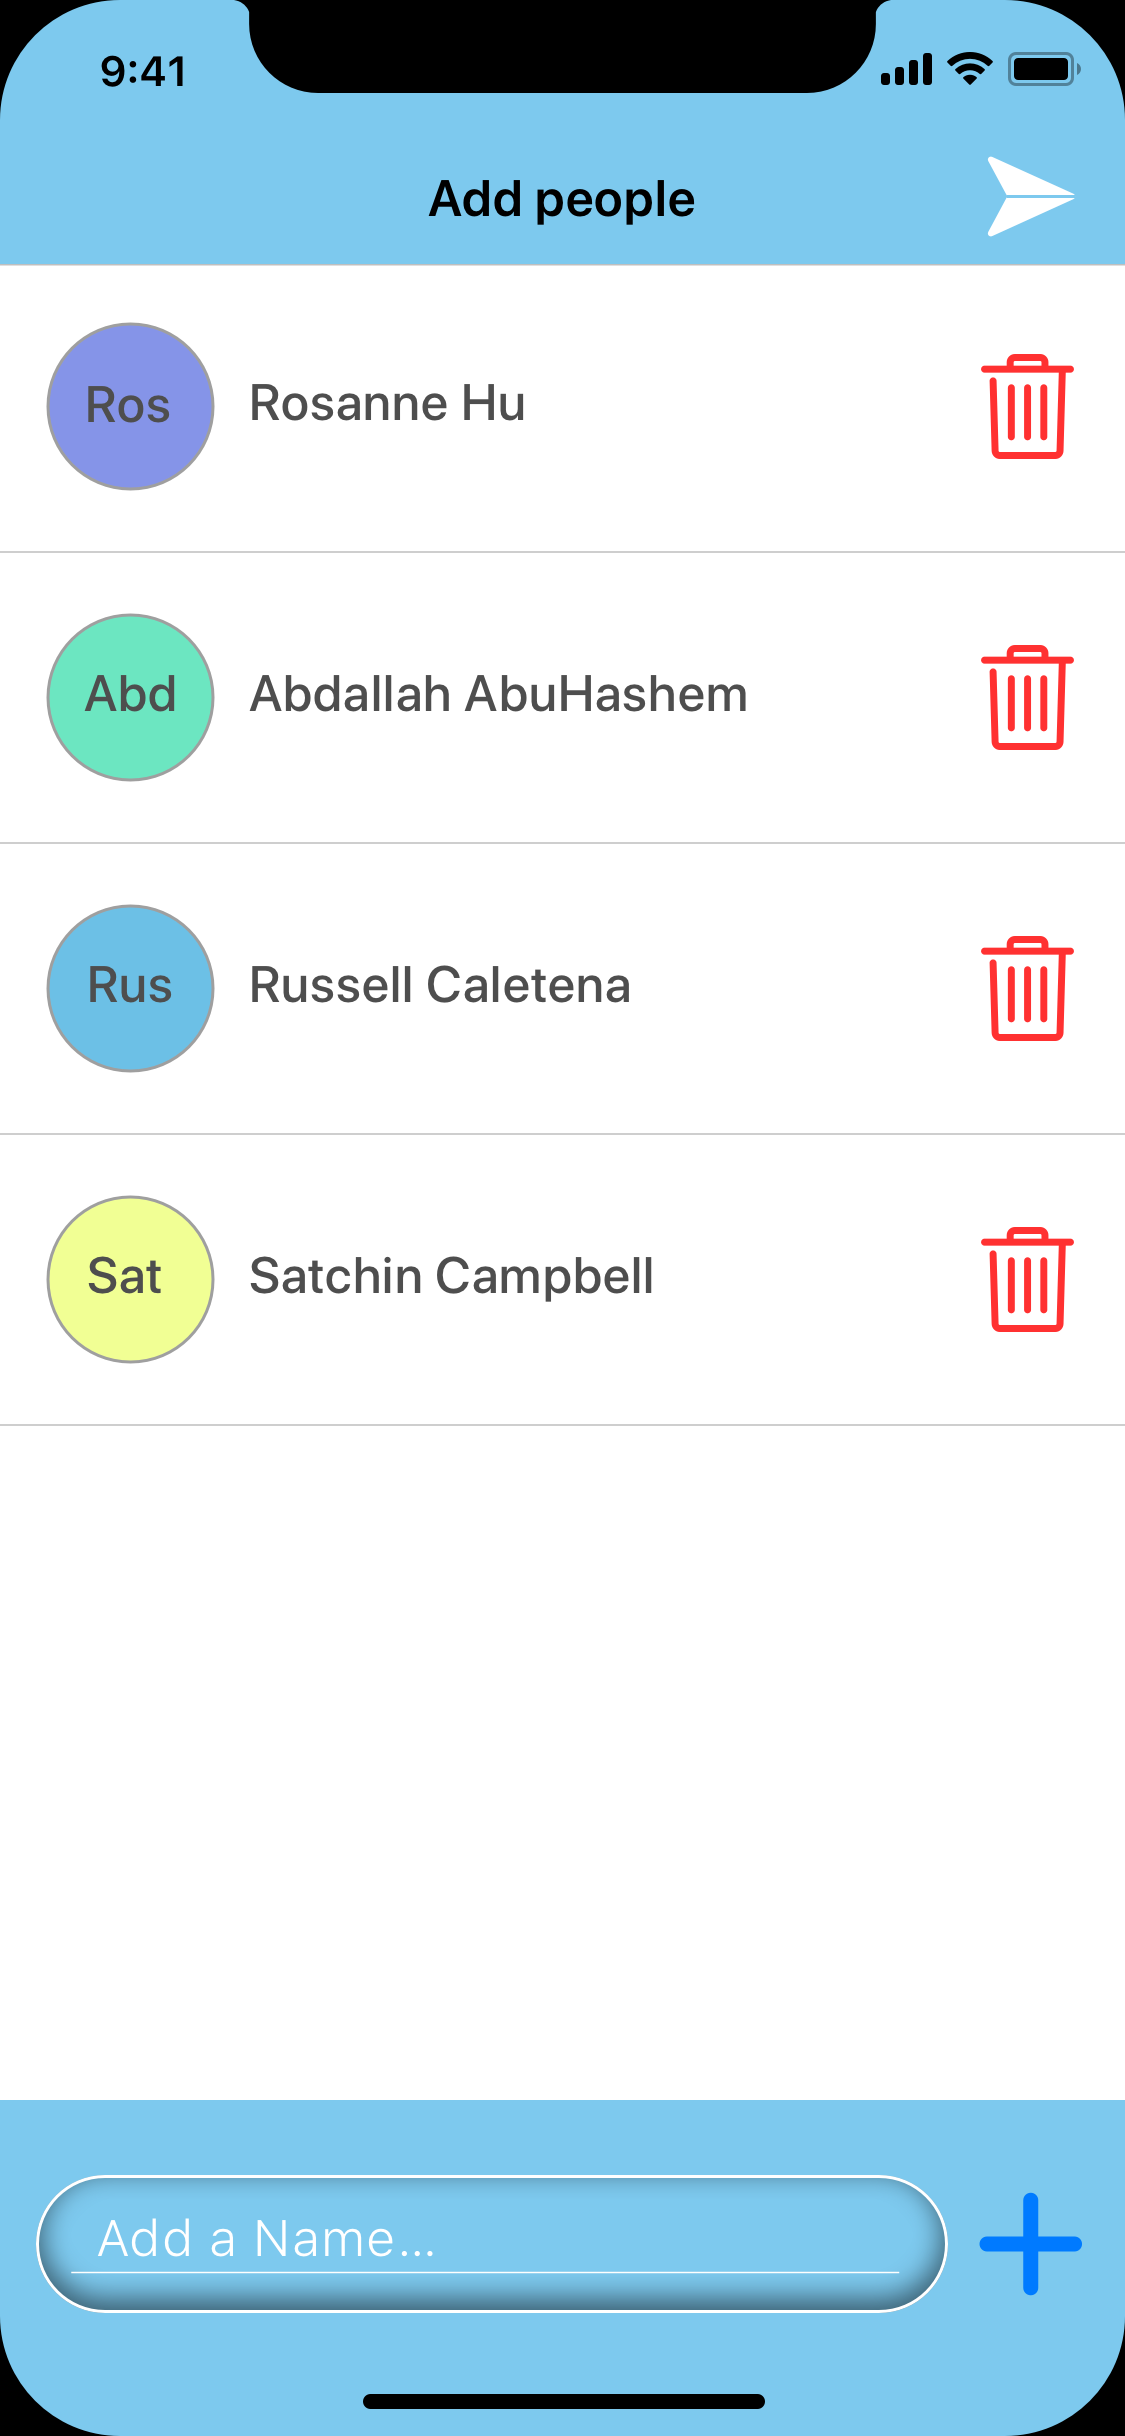 9:41
Add people
Ros
Rosanne Hu
Abd
Abdallah AbuHashem
Rus
Russell Caletena
Sat
Satchin Campbell
Add a Name...